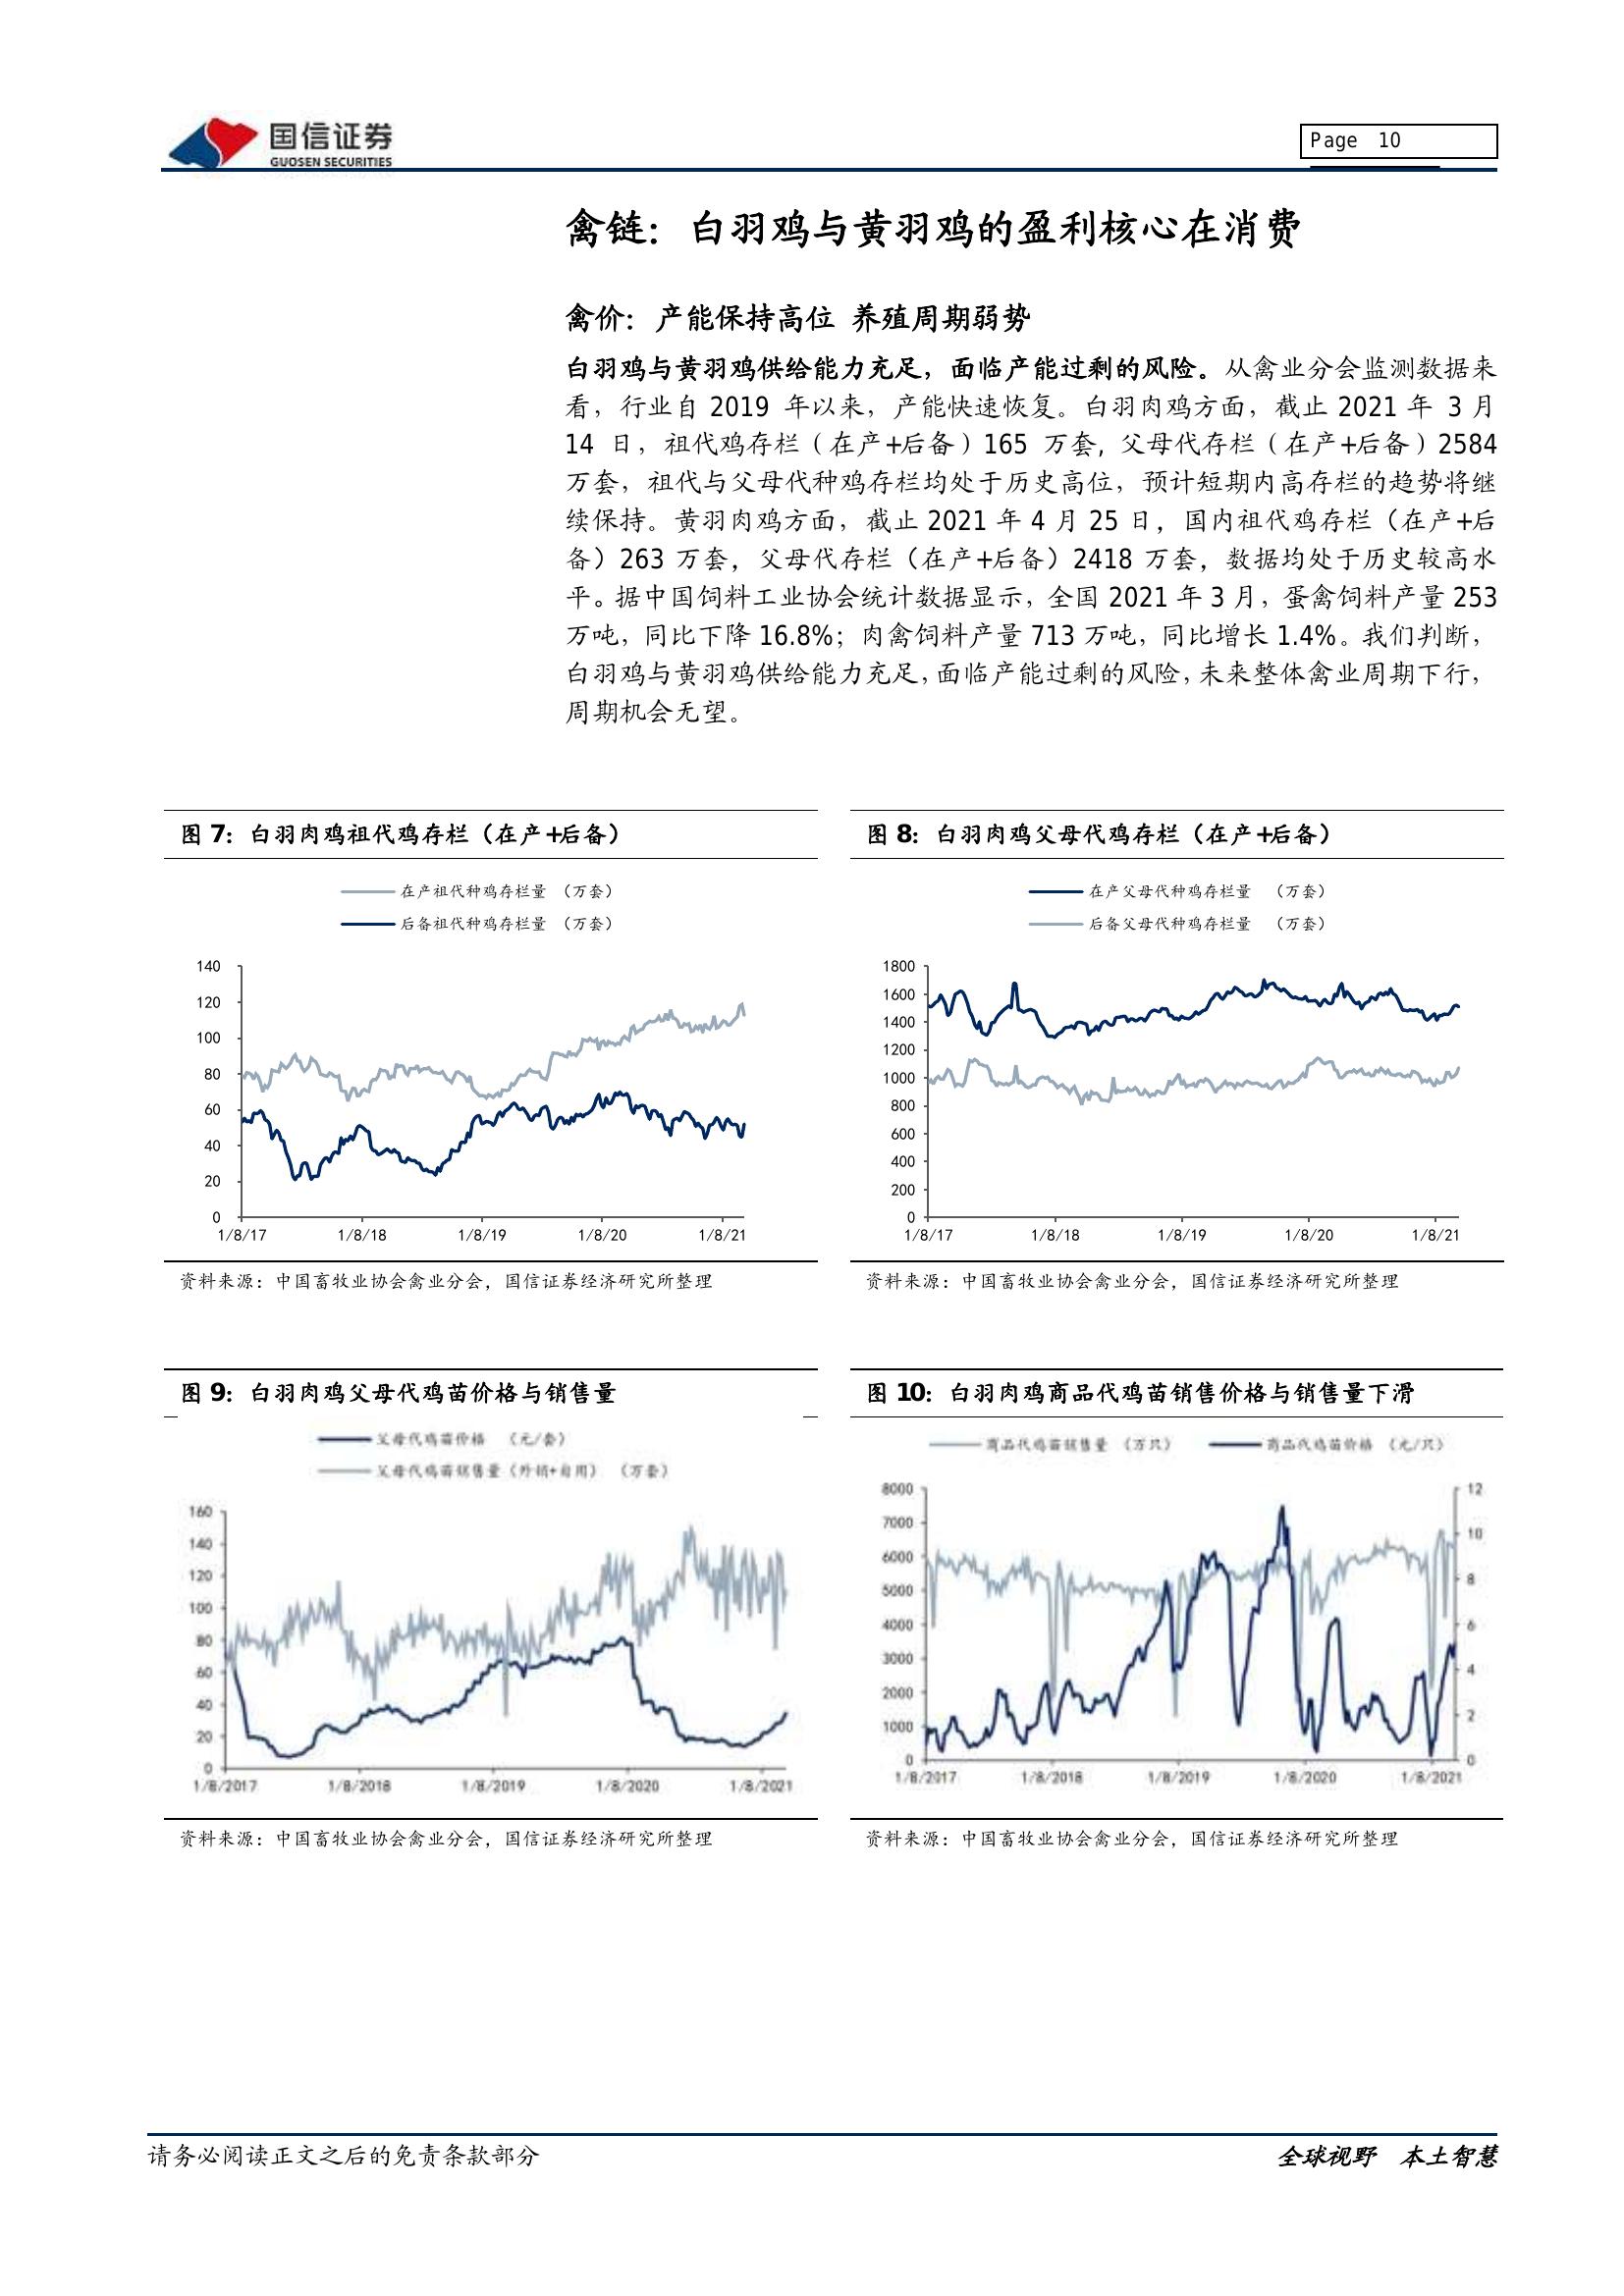 国信证券
GUOSEN SECURITIES
Page 10
禽链：白羽鸡与黄羽鸡的盈利核心在消费
禽价：产能保持高位 养殖周期弱势
白羽鸡与黄羽鸡供给能力充足，面临产能过剩的风险。从禽业分会监测数据来
看，行业自 2019 年以来，产能快速恢复。白羽肉鸡方面，截止 2021 年 3 月
14 日，祖代鸡存栏（在产+后备）165 万套，父母代存栏（在产+后备）2584
万套，祖代与父母代种鸡存栏均处于历史高位，预计短期内高存栏的趋势将继
续保持。黄羽肉鸡方面，截止 2021 年 4 月 25 日，国内祖代鸡存栏（在产+后
备）263 万套，父母代存栏（在产+后备）2418 万套，数据均处于历史较高水
平。据中国饲料工业协会统计数据显示，全国 2021 年 3 月，蛋禽饲料产量 253
万吨，同比下降 16.8%；肉禽饲料产量 713 万吨，同比增长 1.4%。我们判断，
白羽鸡与黄羽鸡供给能力充足，面临产能过剩的风险，未来整体禽业周期下行，
周期机会无望。
图 7：白羽肉鸡祖代鸡存栏（在产+后备）
在产祖代种鸡存栏量 （万套）
后备祖代种鸡存栏量 （万套）
140
120
100
80
60
40
20
0
1/8/17 1/8/18 1/8/19 1/8/20 1/8/21
资料来源：中国畜牧业协会禽业分会，国信证券经济研究所整理
图 8：白羽肉鸡父母代鸡存栏（在产+后备）
在产父母代种鸡存栏量 （万套）
后备父母代种鸡存栏量 （万套）
1800
1600
1400
1200
1000
800
600
400
200
0
1/8/17 1/8/18 1/8/19 1/8/20 1/8/21
资料来源：中国畜牧业协会禽业分会，国信证券经济研究所整理
图 9：白羽肉鸡父母代鸡苗价格与销售量
父母代鸡苗价格 （元/套）
父母代鸡苗销售量（外销+自用） （万套）
160
140
120
100
80
60
40
20
0
1/8/2017 1/8/2018 1/8/2019 1/8/2020 1/8/2021
资料来源：中国畜牧业协会禽业分会，国信证券经济研究所整理
图 10：白羽肉鸡商品代鸡苗销售价格与销售量下滑
商品代鸡苗销售量 （万只） 商品代鸡苗价格 （元/只）
8000
7000
6000
5000
4000
3000
2000
1000
0
12
10
8
6
4
2
0
1/8/2017 1/8/2018 1/8/2019 1/8/2020 1/8/2021
资料来源：中国畜牧业协会禽业分会，国信证券经济研究所整理
请务必阅读正文之后的免责条款部分
全球视野 本土智慧